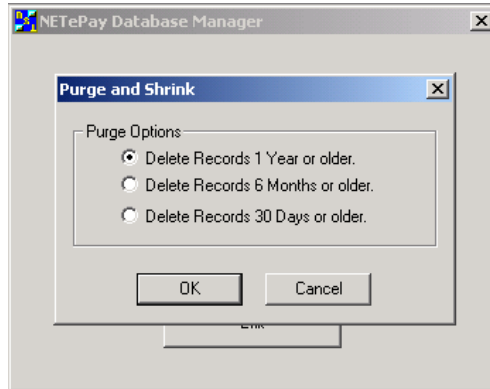 NETePay Database Manager
Purge and Shrink
Purge Options
Delete Records 1 Year or older.
Delete Records 6 Months or older.
Delete Records 30 Days or older.
OK
Cancel